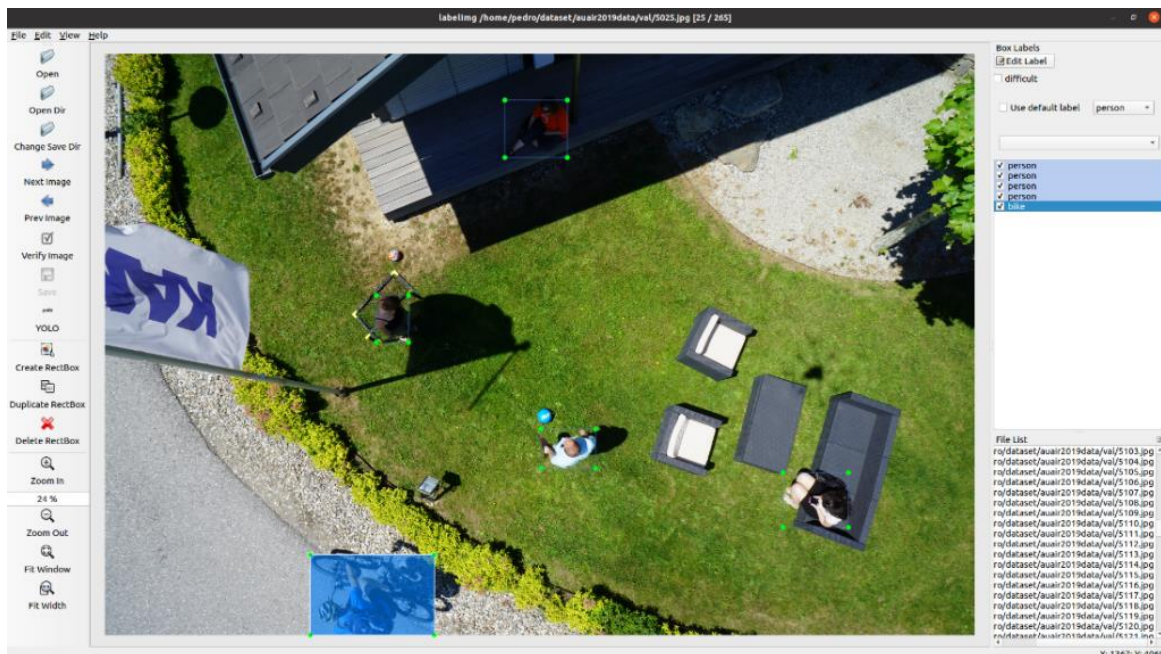 labelImg /home/pedro/dataset/auair2019data/val/5025.jpg [25 / 265]
File Edit View Help
Open
Open Dir
Change Save Dir
Next Image
Prev Image
Verify Image
Save
YOLO
Create RectBox
Duplicate RectBox
Delete RectBox
Zoom In
24 %
Zoom Out
Fit Window
Fit Width
Box Labels
Edit Label
difficult
Use default label person
person
person
person
person
bike
File List
ro/dataset/auair2019data/val/5103.jpg
ro/dataset/auair2019data/val/5104.jpg
ro/dataset/auair2019data/val/5105.jpg
ro/dataset/auair2019data/val/5106.jpg
ro/dataset/auair2019data/val/5107.jpg
ro/dataset/auair2019data/val/5108.jpg
ro/dataset/auair2019data/val/5109.jpg
ro/dataset/auair2019data/val/5110.jpg
ro/dataset/auair2019data/val/5111.jpg
ro/dataset/auair2019data/val/5112.jpg
ro/dataset/auair2019data/val/5113.jpg
ro/dataset/auair2019data/val/5114.jpg
ro/dataset/auair2019data/val/5115.jpg
ro/dataset/auair2019data/val/5116.jpg
ro/dataset/auair2019data/val/5117.jpg
ro/dataset/auair2019data/val/5118.jpg
ro/dataset/auair2019data/val/5119.jpg
ro/dataset/auair2019data/val/5120.jpg
ro/dataset/auair2019data/val/5121.jpg